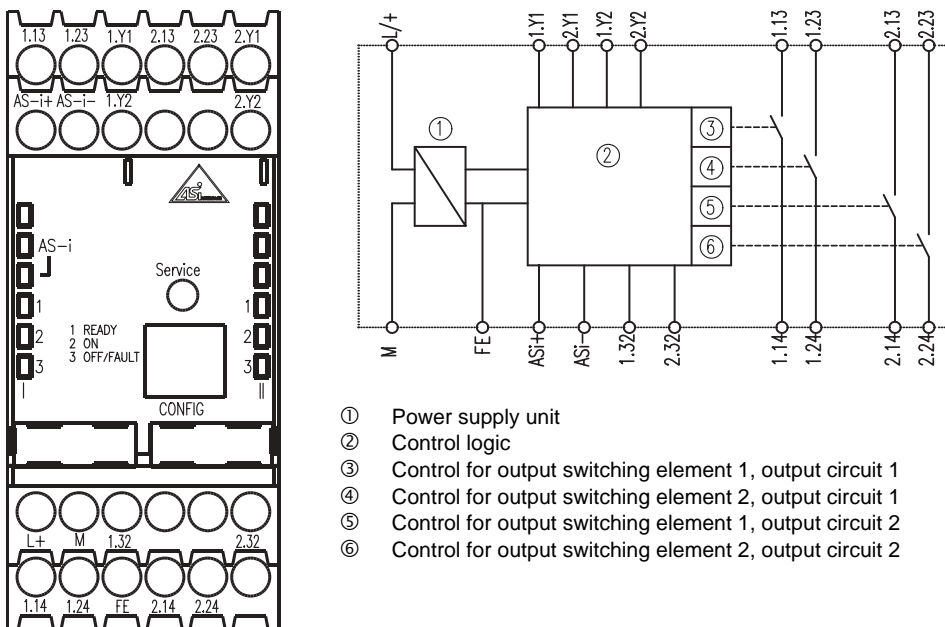 1.13 1.23 1.Y1 2.13 2.23 2.Y1
AS-i+ AS-i- 1.Y2 2.Y2
ASi
AS-i
Service
1 1
2 2
3 3
1 READY
2 ON
3 OFF/FAULT
I II
CONFIG
L+ M 1.32 2.32
1.14 1.24 FE 2.14 2.24
L/+ 1.Y1 2.Y1 1.Y2 2.Y2 1.13 1.23 2.13 2.23
①
②
③
④
⑤
⑥
M FE ASi+ ASi- 1.32 2.32 1.14 1.24 2.14 2.24
① Power supply unit
② Control logic
③ Control for output switching element 1, output circuit 1
④ Control for output switching element 2, output circuit 1
⑤ Control for output switching element 1, output circuit 2
⑥ Control for output switching element 2, output circuit 2